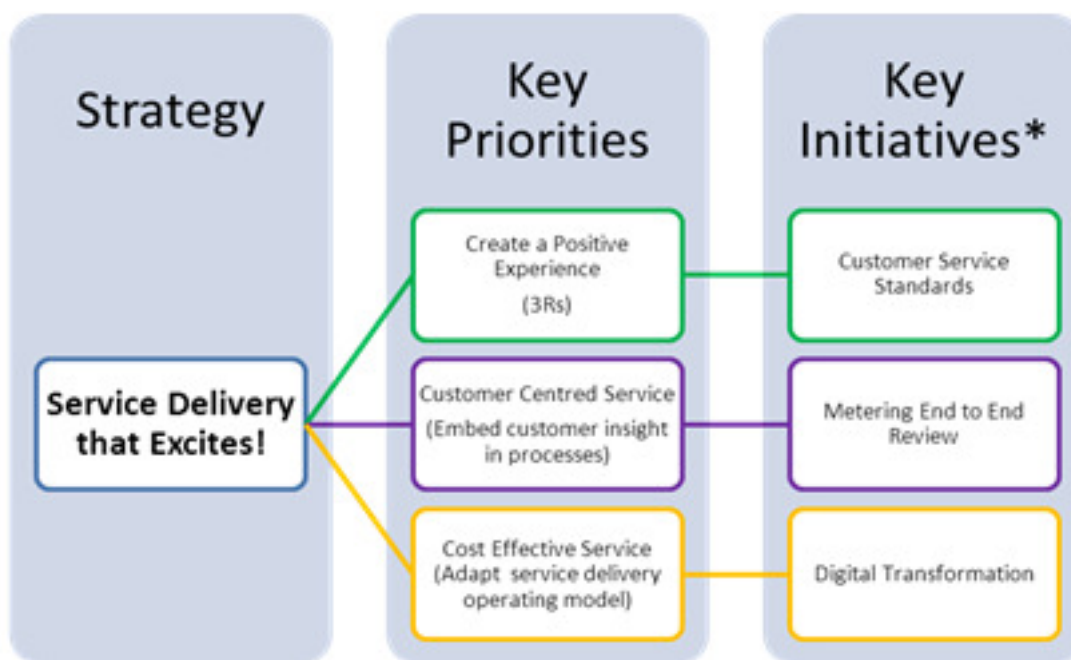 Strategy
Key
Priorities
Key
Initiatives*
Service Delivery
that Excites!
Create a Positive
Experience
(3Rs)
Customer Centred Service
(Embed customer insight
in processes)
Cost Effective Service
(Adapt service delivery
operating model)
Customer Service
Standards
Metering End to End
Review
Digital Transformation